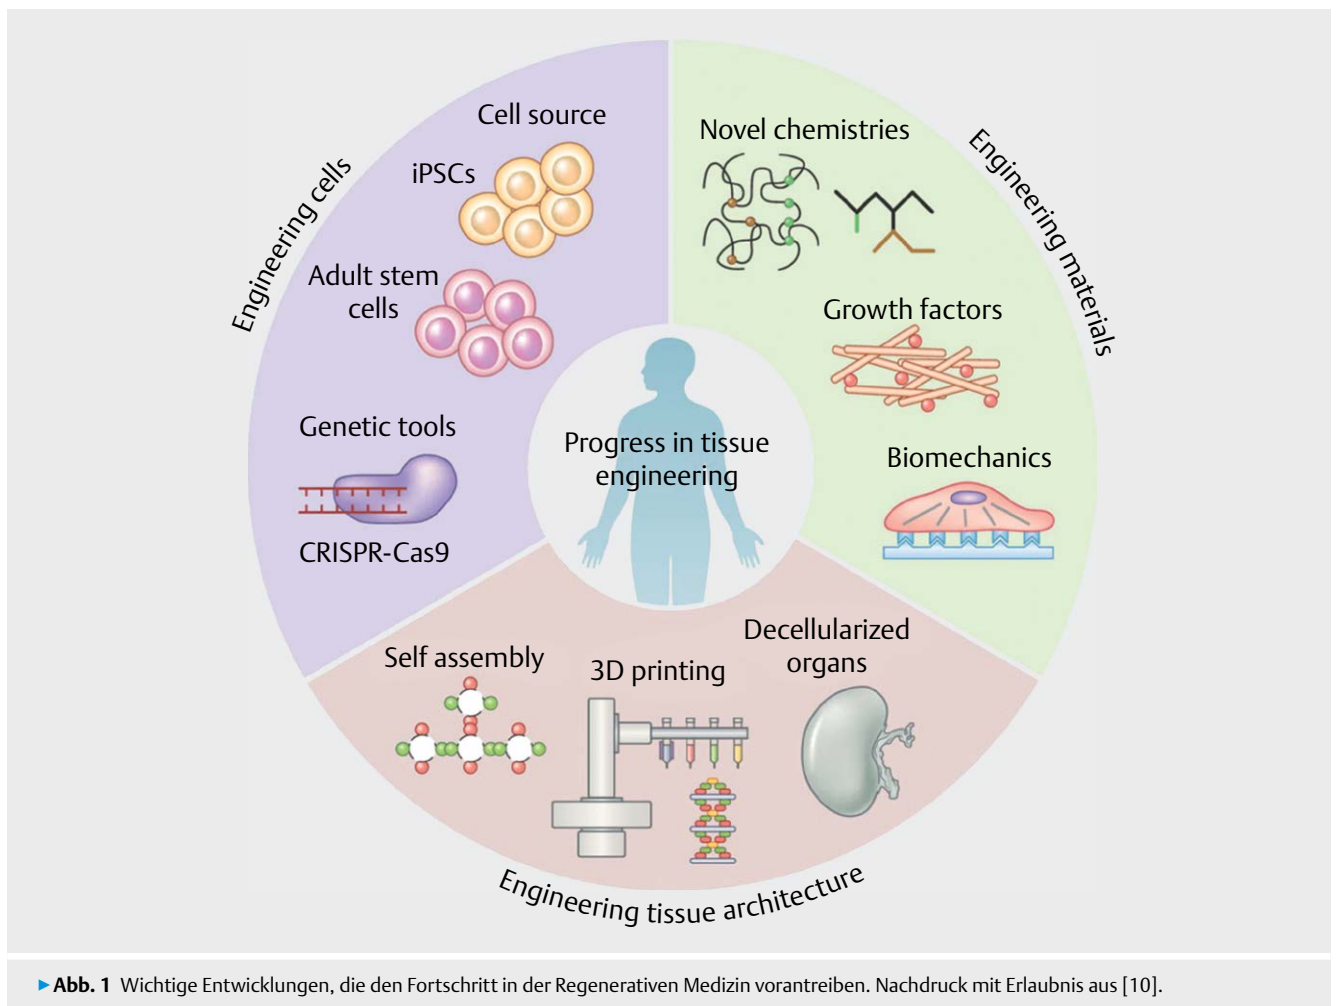 Engineering cells
Cell source
iPSCs
Adult stem
cells
Genetic tools
CRISPR-Cas9
Engineering materials
Novel chemistries
Growth factors
Biomechanics
Progress in tissue
engineering
Self assembly
3D printing
Decellularized
organs
Engineering tissue architecture
▶ Abb. 1 Wichtige Entwicklungen, die den Fortschritt in der Regenerativen Medizin vorantreiben. Nachdruck mit Erlaubnis aus [10].